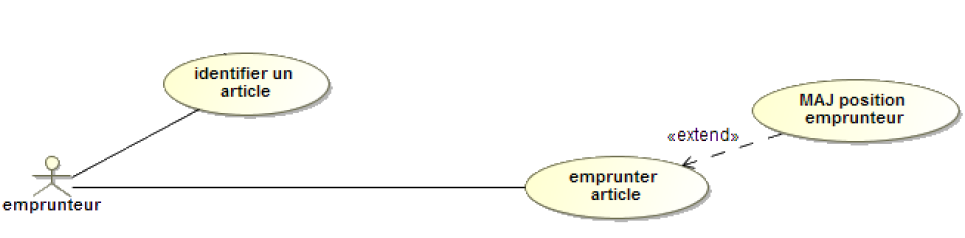 identifier un
article
MAJ position
emprunteur
«extend»
emprunter
article
emprunteur